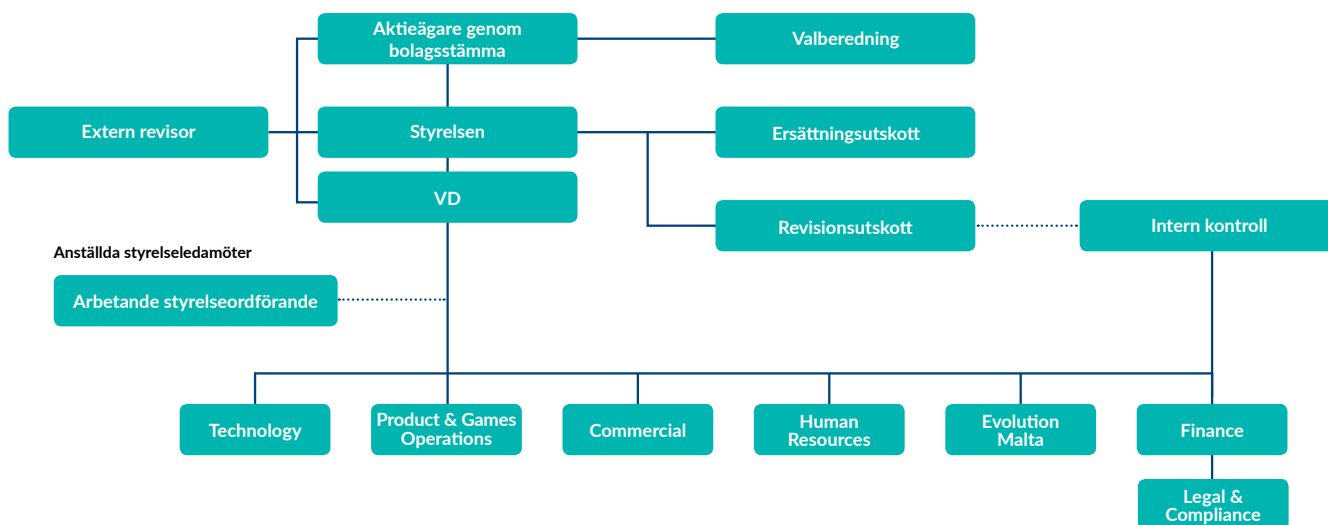 Aktieägare genom
bolagsstämma
Valberedning
Extern revisor
Styrelsen
Ersättningsutskott
VD
Revisionsutskott
Intern kontroll
Anställda styrelseledamöter
Arbetande styrelseordförande
Technology
Product & Games
Operations
Commercial
Human
Resources
Evolution
Malta
Finance
Legal &
Compliance